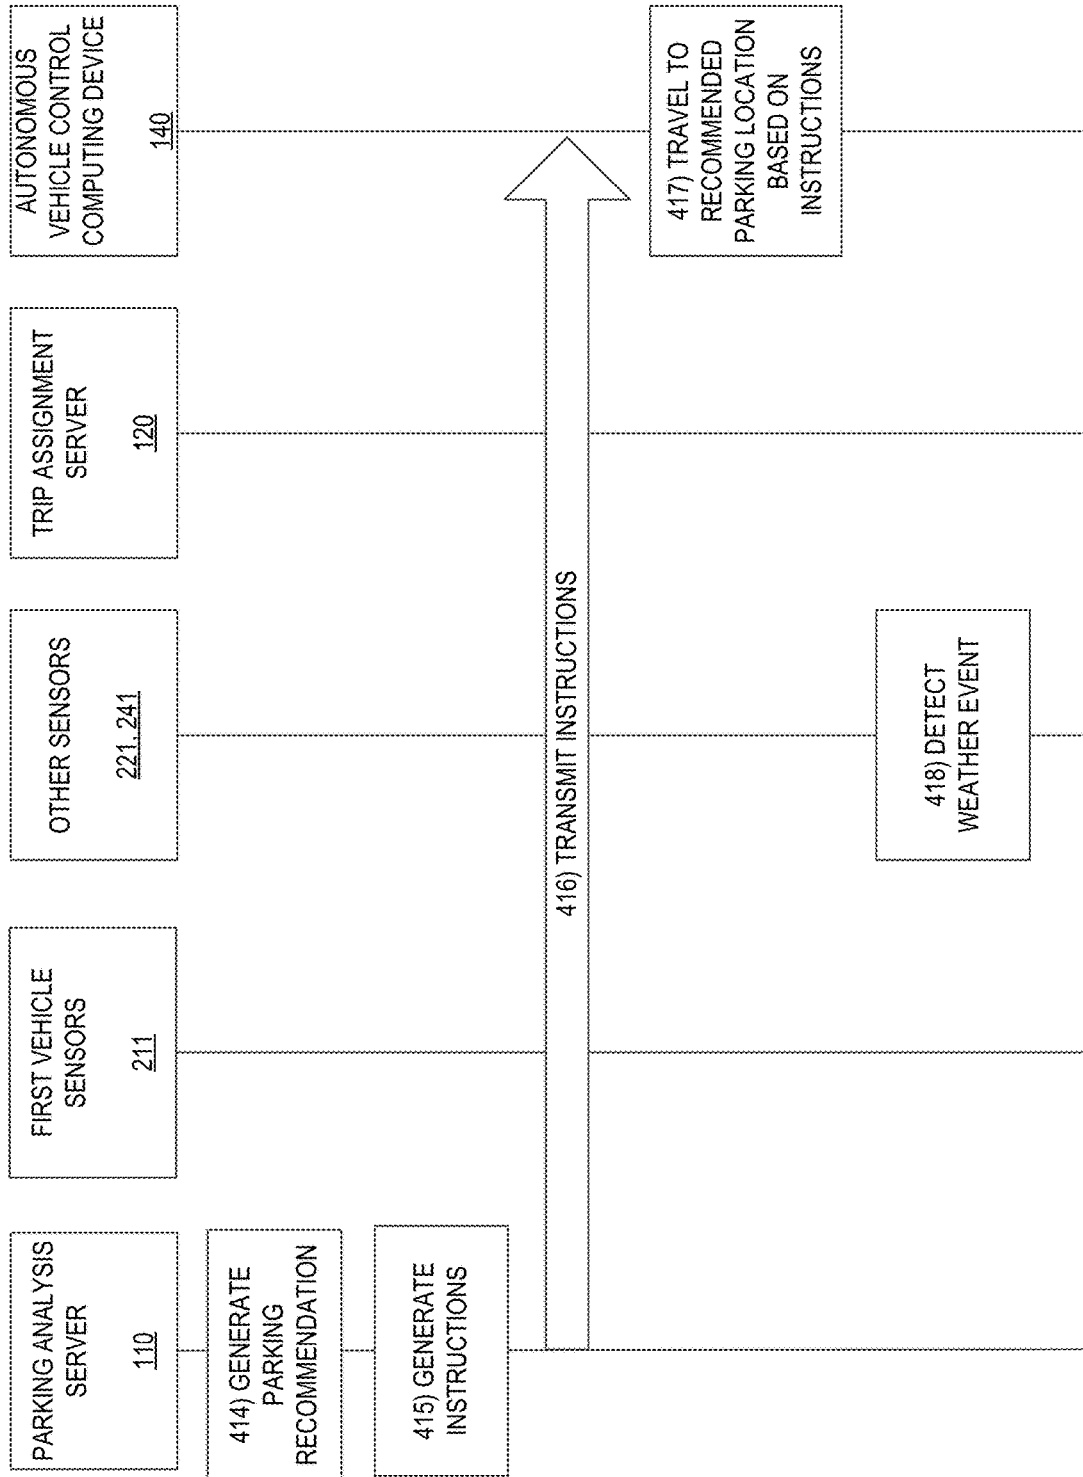 PARKING ANALYSIS
SERVER
110
FIRST VEHICLE
SENSORS
211
OTHER SENSORS
221, 241
TRIP ASSIGNMENT
SERVER
120
AUTONOMOUS
VEHICLE CONTROL
COMPUTING DEVICE
140
414) GENERATE
PARKING
RECOMMENDATION
415) GENERATE
INSTRUCTIONS
416) TRANSMIT INSTRUCTIONS
417) TRAVEL TO
RECOMMENDED
PARKING LOCATION
BASED ON
INSTRUCTIONS
418) DETECT
WEATHER EVENT